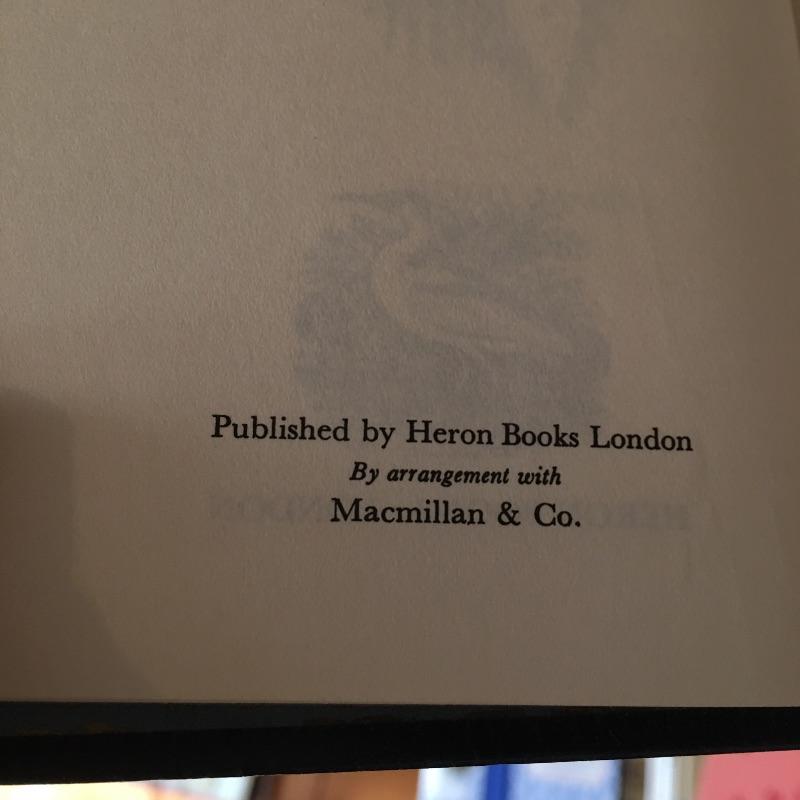 Published by Heron Books London
By arrangement with
Macmillan & Co.